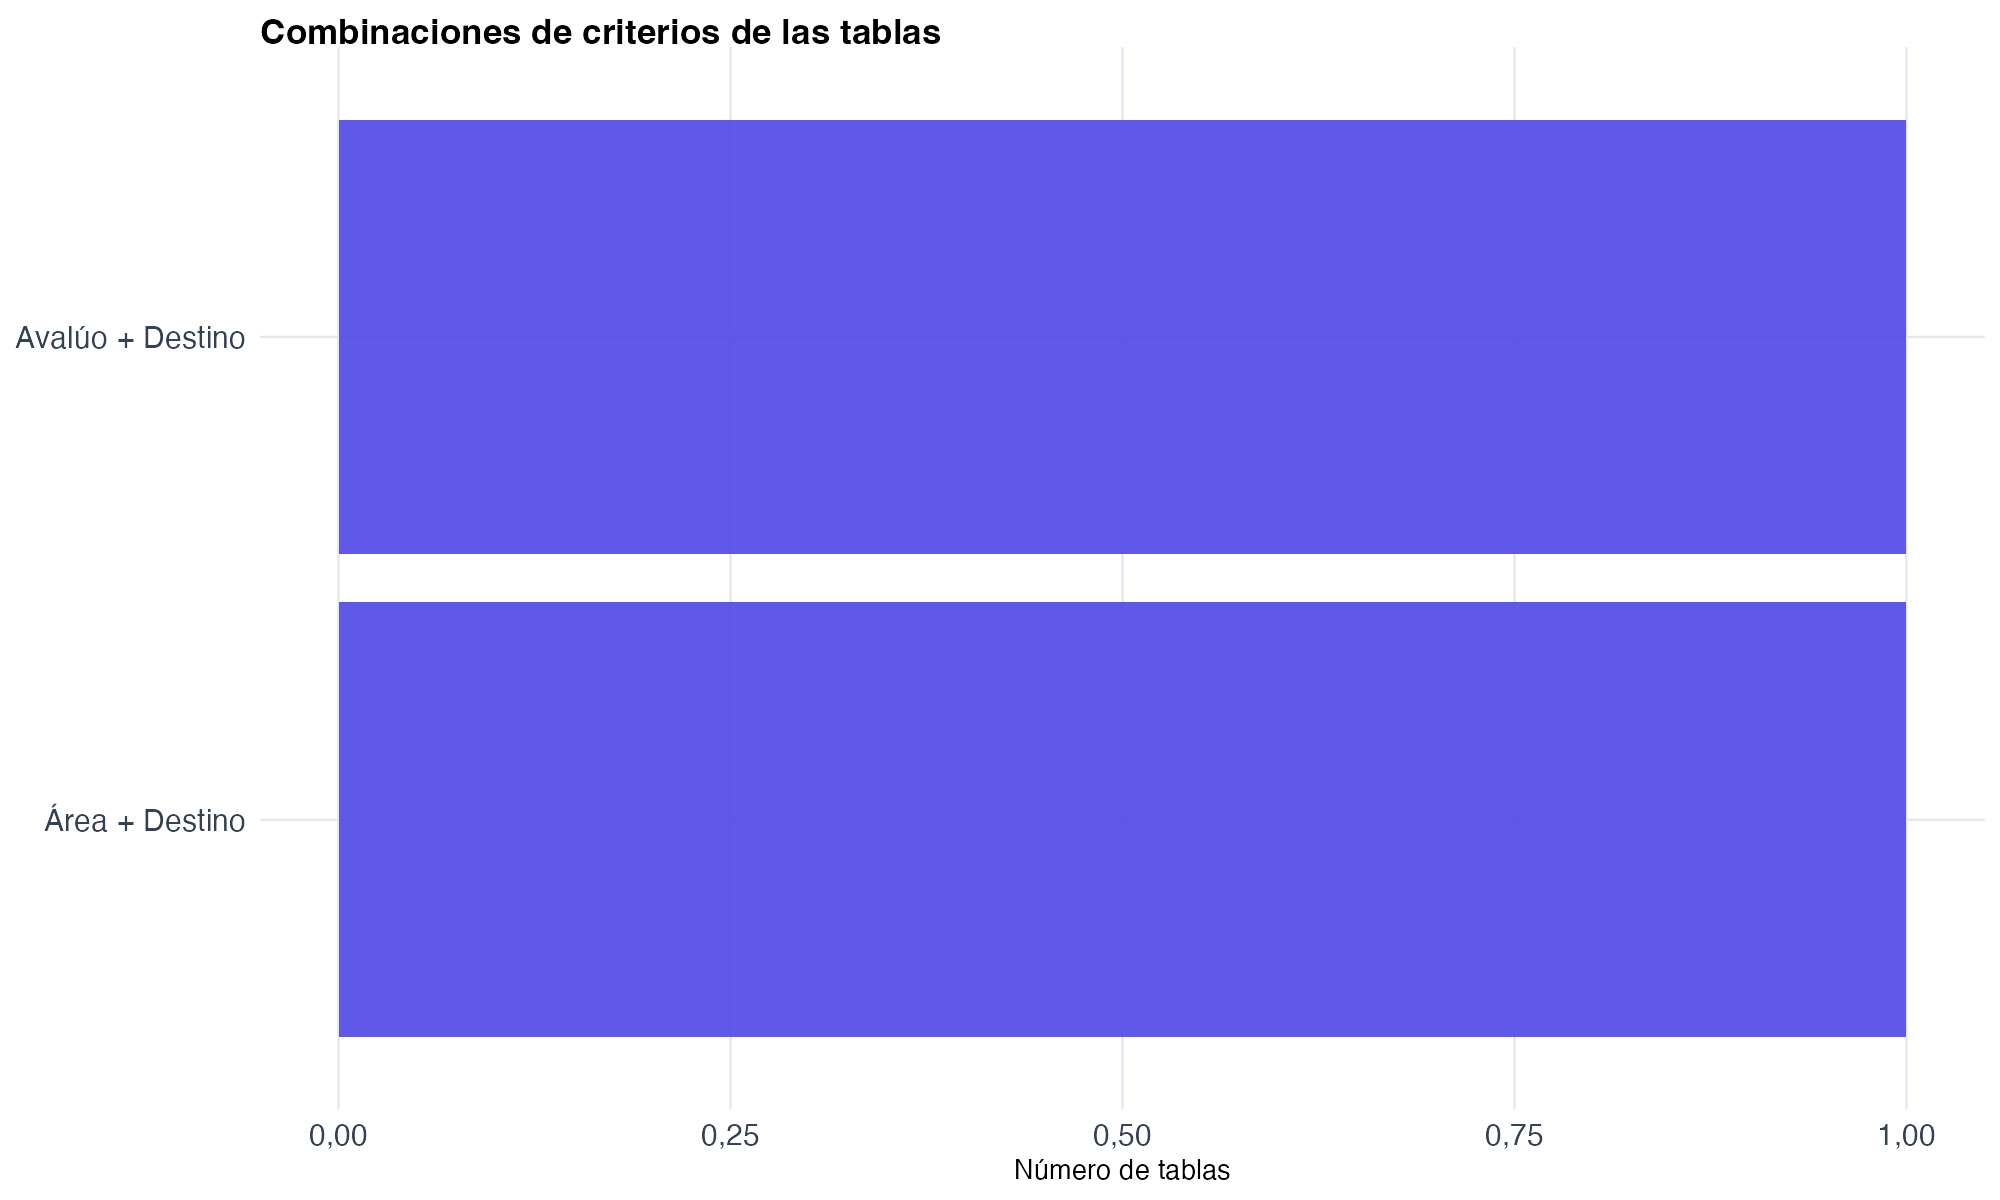 Combinaciones de criterios de las tablas
Avalúo + Destino
Área + Destino
0,00
0,25
0,50
0,75
1,00
Número de tablas